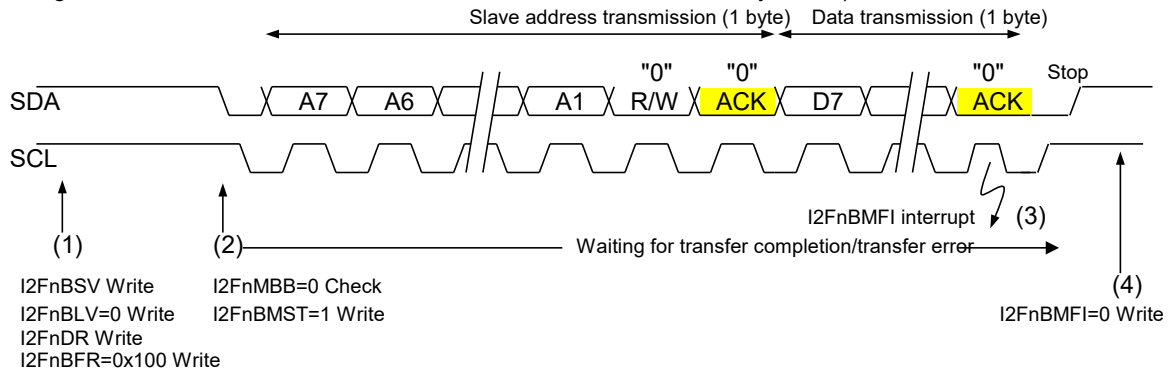 Slave address transmission (1 byte) Data transmission (1 byte)
"0" "0" "0" Stop
SDA A7 A6 A1 R/W ACK D7 ACK
SCL
I2FnBMFI interrupt (3)
(1) (2) Waiting for transfer completion/transfer error
(4)
I2FnBSV Write I2FnMBB=0 Check
I2FnBLV=0 Write I2FnBMST=1 Write I2FnBMFI=0 Write
I2FnDR Write
I2FnBFR=0x100 Write